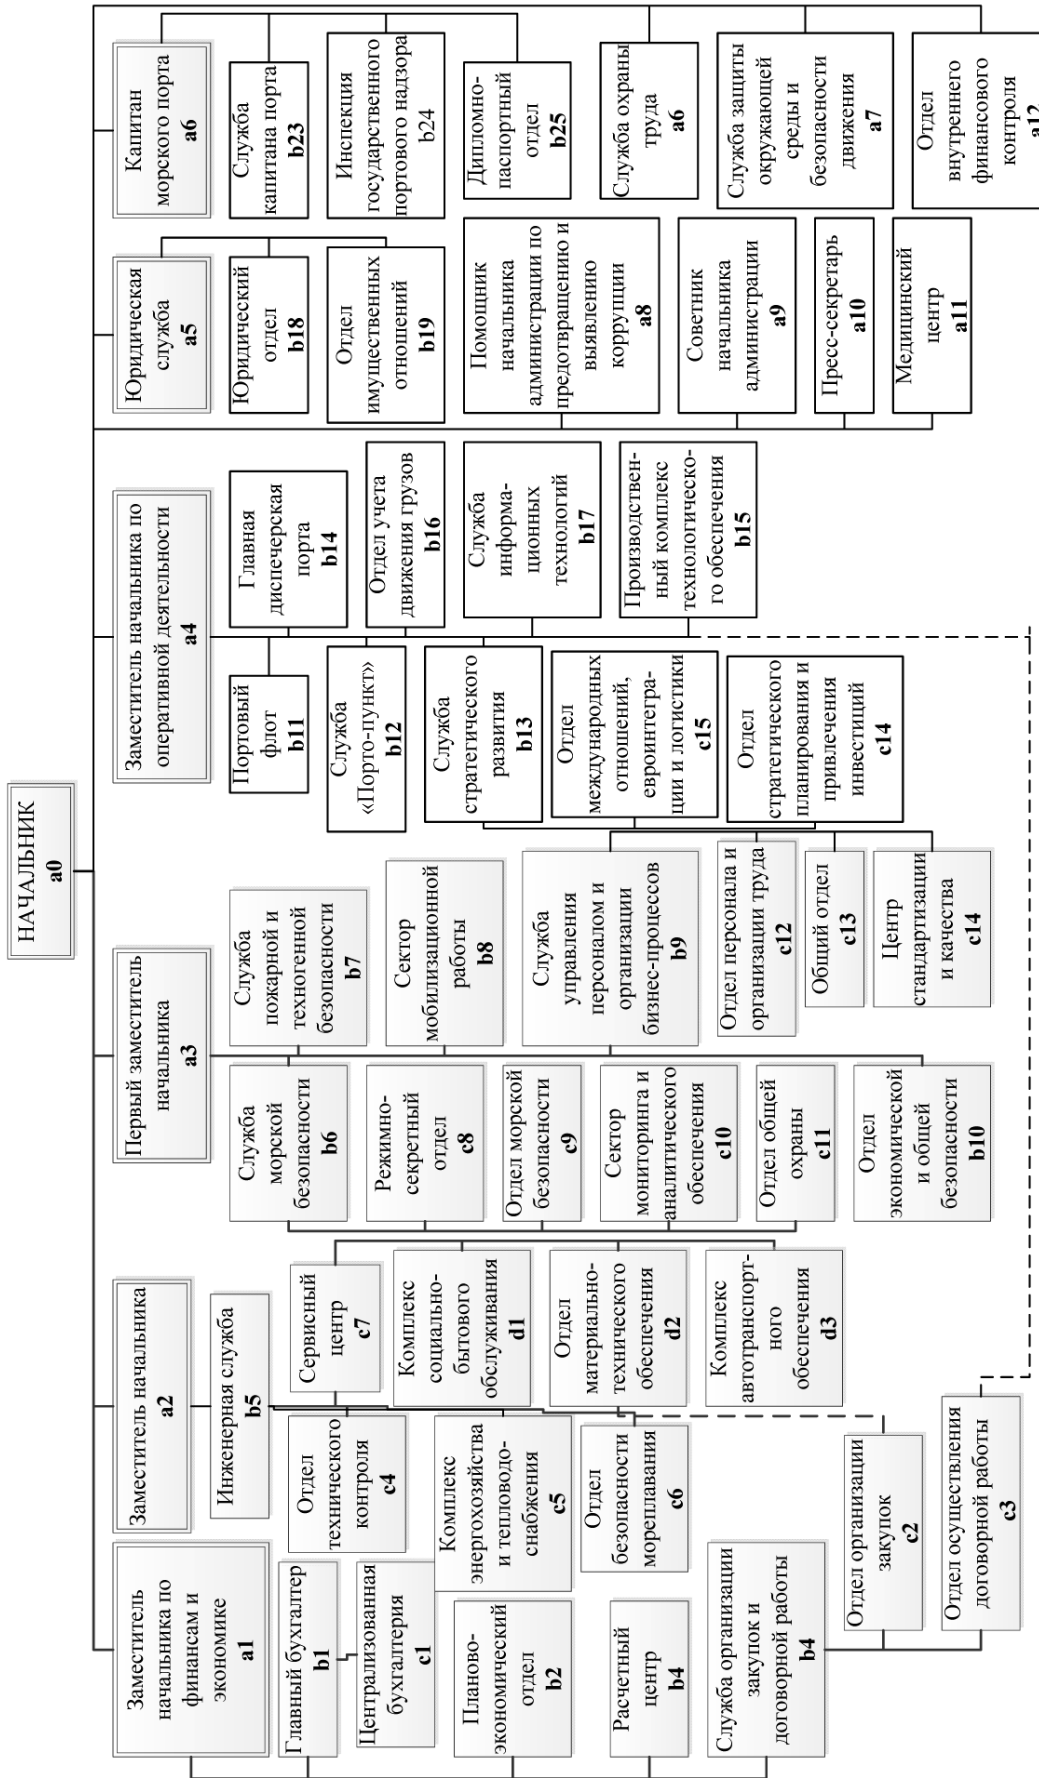 НАЧАЛЬНИК
a0
Заместитель
начальника по
финансам и
экономике
a1
Главный бухгалтер
b1
Централизованная
бухгалтерия
c1
Планово-
экономический
отдел
b2
Расчетный
центр
b4
Служба организации
закупок и
договорной работы
b4
Отдел организации
закупок
c2
Отдел осуществления
договорной работы
c3
Заместитель начальника
a2
Инженерная служба
b5
Отдел
технического
контроля
c4
Комплекс
энергохозяйства
и тепловодо-
снабжения
c5
Отдел
безопасности
мореплавания
c6
Сервисный
центр
c7
Комплекс
социально-
бытового
обслуживания
d1
Отдел
материально-
технического
обеспечения
d2
Комплекс
автотранспорт-
ного
обеспечения
d3
Первый заместитель
начальника
a3
Служба
морской
безопасности
b6
Режимно-
секретный
отдел
c8
Отдел морской
безопасности
c9
Сектор
мониторинга и
аналитического
обеспечения
c10
Отдел общей
охраны
c11
Отдел
экономической
и общей
безопасности
b10
Служба
пожарной и
техногенной
безопасности
b7
Сектор
мобилизационной
работы
b8
Служба
управления
персоналом и
организации
бизнес-процессов
b9
Отдел персонала и
организации труда
c12
Общий отдел
c13
Центр
стандартизации
и качества
c14
Заместитель начальника по
оперативной деятельности
a4
Портовый
флот
b11
Служба
«Порто-пункт»
b12
Служба
стратегического
развития
b13
Отдел
международных
отношений,
евроинтегра-
ции и логистики
c15
Отдел
стратегического
планирования и
привлечения
инвестиций
c14
Главная
диспечерская
порта
b14
Отдел учета
движения грузов
b16
Служба
информа-
ционных
технологий
b17
Производствен-
ный комплекс
технологическо-
го обеспечения
b15
Юридическая
служба
a5
Юридический
отдел
b18
Отдел
имущественных
отношений
b19
Помощник
начальника
администрации по
предотвращению и
выявлению
коррупции
a8
Советник
начальника
администрации
a9
Пресс-секретарь
a10
Медицинский
центр
a11
Капитан
морского порта
a6
Служба
капитана порта
b23
Инспекция
государственного
портового надзора
b24
Дипломно-
паспортный
отдел
b25
Служба охраны
труда
a6
Служба защиты
окружающей
среды и
безопасности
движения
a7
Отдел
внутреннего
финансового
контроля
a12